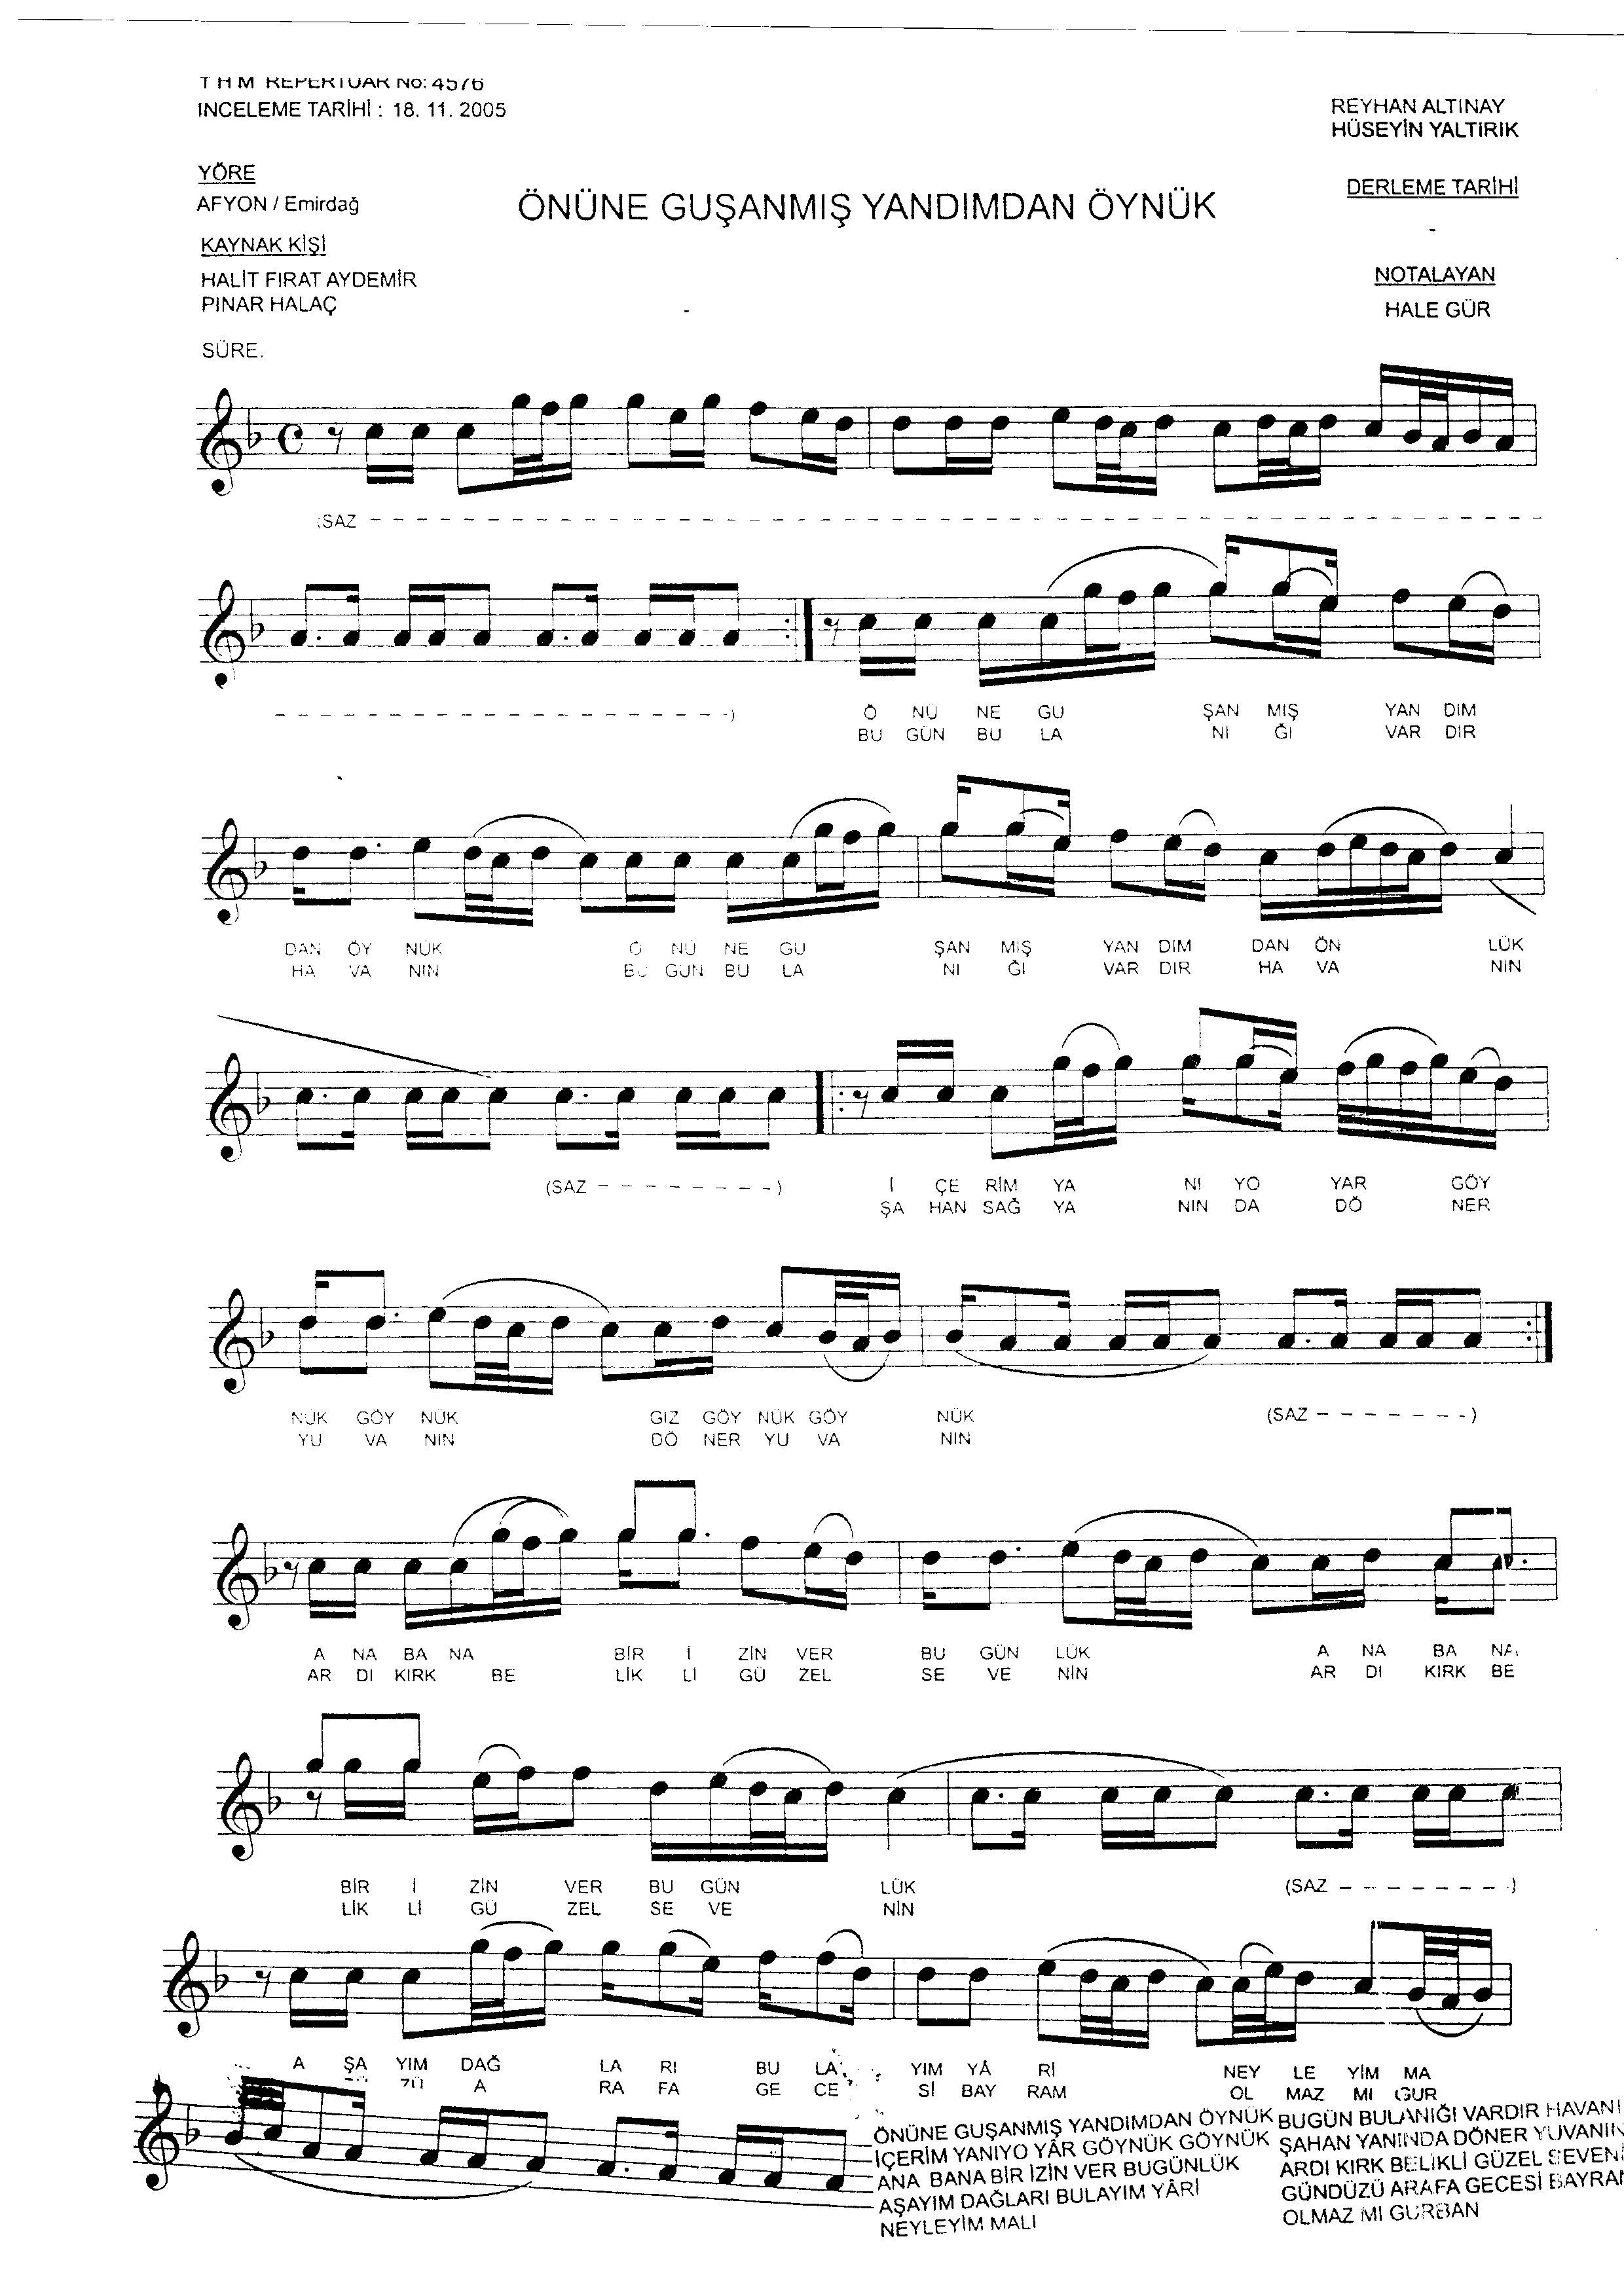 T H M REPERTUAR No: 4576
INCELEME TARİHİ : 18. 11. 2005
REYHAN ALTINAY
HÜSEYİN YALTIRIK
YÖRE
AFYON / Emirdağ
ÖNÜNE GUŞANMIŞ YANDIMDAN ÖYNÜK
DERLEME TARİHİ
-
KAYNAK KİŞİ
HALİT FIRAT AYDEMİR
PINAR HALAÇ
NOTALAYAN
HALE GÜR
SÜRE.
(SAZ
)
Ö NÜ NE GU ŞAN MIŞ YAN DIM
BU GÜN BU LA NI ĞI VAR DIR
DAN ÖY NÜK Ö NÜ NE GU ŞAN MIŞ YAN DIM DAN ÖN LÜK
HA VA NIN BU GÜN BU LA NI ĞI VAR DIR HA VA NIN
(SAZ - - - - - - - -)
İ ÇE RİM YA NI YO YAR GÖY
ŞA HAN SAĞ YA NIN DA DÖ NER
NÜK GÖY NÜK GIZ GÖY NÜK GÖY NÜK (SAZ - - - - - - -)
YU VA NIN DÖ NER YU VA NIN
A NA BA NA BİR İ ZİN VER BU GÜN LÜK A NA BA NA
AR DI KIRK BE LİK Lİ GÜ ZEL SE VE NİN AR DI KIRK BE
BİR İ ZİN VER BU GÜN LÜK (SAZ - - - - - - - -)
LİK Lİ GÜ ZEL SE VE NİN
A ŞA YIM DAĞ LA RI BU LA YIM YÂ Rİ NEY LE YİM MA
ZÜ A RA FA GE CE Sİ BAY RAM OL MAZ MI GUR
ÖNÜNE GUŞANMIŞ YANDIMDAN ÖYNÜK
İÇERİM YANIYO YÂR GÖYNÜK GÖYNÜK
ANA BANA BİR İZİN VER BUGÜNLÜK
AŞAYIM DAĞLARI BULAYIM YÂRİ
NEYLEYİM MALI
BUGÜN BULANIĞI VARDIR HAVANI
ŞAHAN YANINDA DÖNER YUVANIN
ARDI KIRK BELİKLİ GÜZEL SEVENİ
GÜNDÜZÜ ARAFA GECESİ BAYRAM
OLMAZ MI GURBAN